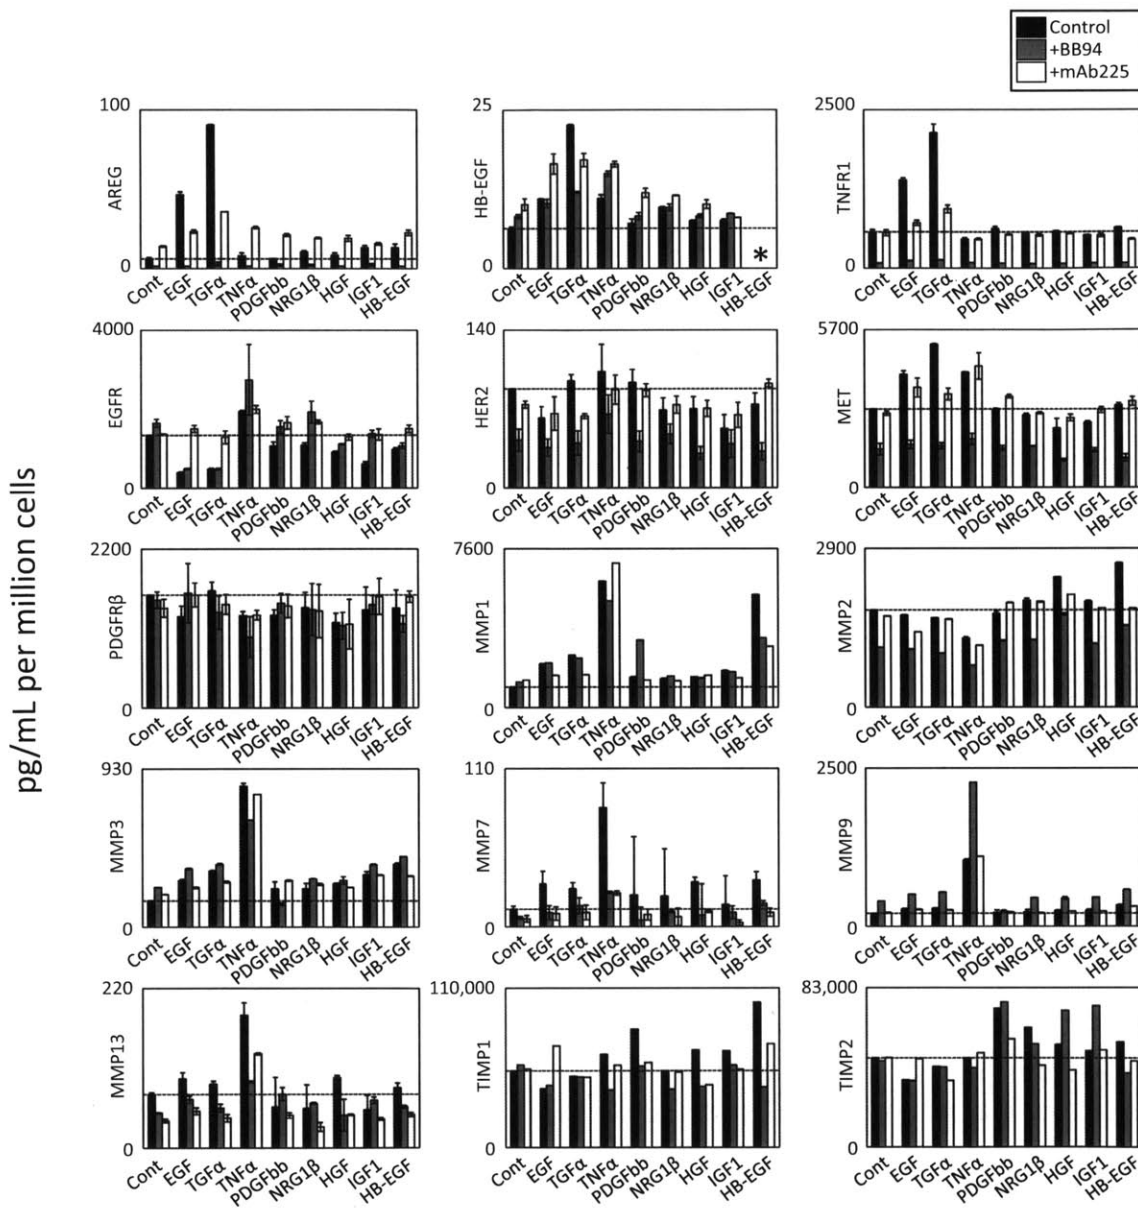 Control
+BB94
+mAb225
pg/mL per million cells
100
AREG
0
Cont EGF TGFα TNFα PDGFbb NRG1β HGF IGF1 HB-EGF
25
HB-EGF
0
*
Cont EGF TGFα TNFα PDGFbb NRG1β HGF IGF1 HB-EGF
2500
TNFR1
0
Cont EGF TGFα TNFα PDGFbb NRG1β HGF IGF1 HB-EGF
4000
EGFR
0
Cont EGF TGFα TNFα PDGFbb NRG1β HGF IGF1 HB-EGF
140
HER2
0
Cont EGF TGFα TNFα PDGFbb NRG1β HGF IGF1 HB-EGF
5700
MET
0
Cont EGF TGFα TNFα PDGFbb NRG1β HGF IGF1 HB-EGF
2200
PDGFRβ
0
Cont EGF TGFα TNFα PDGFbb NRG1β HGF IGF1 HB-EGF
7600
MMP1
0
Cont EGF TGFα TNFα PDGFbb NRG1β HGF IGF1 HB-EGF
2900
MMP2
0
Cont EGF TGFα TNFα PDGFbb NRG1β HGF IGF1 HB-EGF
930
MMP3
0
Cont EGF TGFα TNFα PDGFbb NRG1β HGF IGF1 HB-EGF
110
MMP7
0
Cont EGF TGFα TNFα PDGFbb NRG1β HGF IGF1 HB-EGF
2500
MMP9
0
Cont EGF TGFα TNFα PDGFbb NRG1β HGF IGF1 HB-EGF
220
MMP13
0
Cont EGF TGFα TNFα PDGFbb NRG1β HGF IGF1 HB-EGF
110,000
TIMP1
0
Cont EGF TGFα TNFα PDGFbb NRG1β HGF IGF1 HB-EGF
83,000
TIMP2
0
Cont EGF TGFα TNFα PDGFbb NRG1β HGF IGF1 HB-EGF